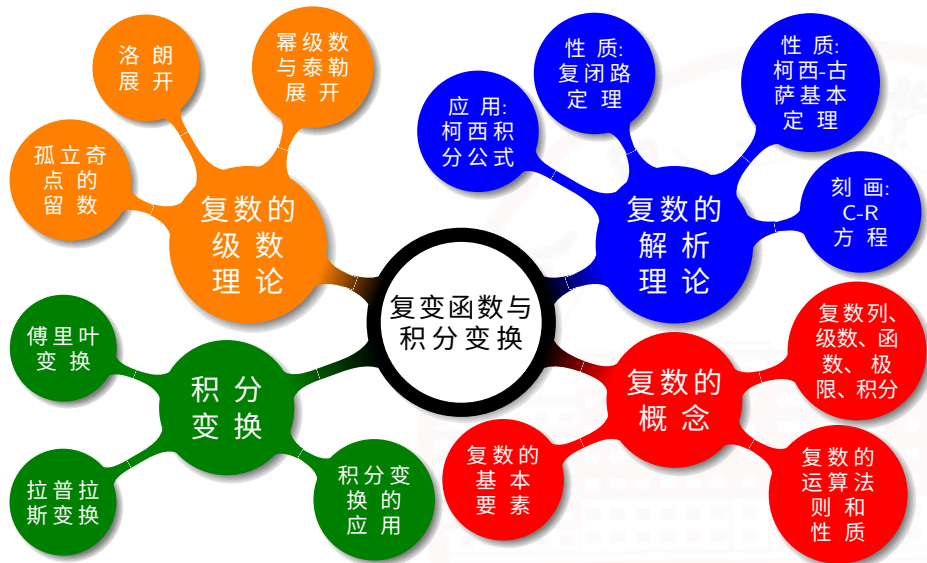 洛朗
展开
幂级数
与泰勒
展开
孤立奇
点的
留数
复数的
级数
理论
性质:
复闭路
定理
性质:
柯西-古
萨基本
定理
应用:
柯西积
分公式
刻画:
C-R
方程
复数的
解析
理论
复变函数与
积分变换
傅里叶
变换
积分
变换
拉普拉
斯变换
积分变
换的
应用
复数列、
级数、函
数、极
限、积分
复数的
概念
复数的
基本
要素
复数的
运算法
则和
性质